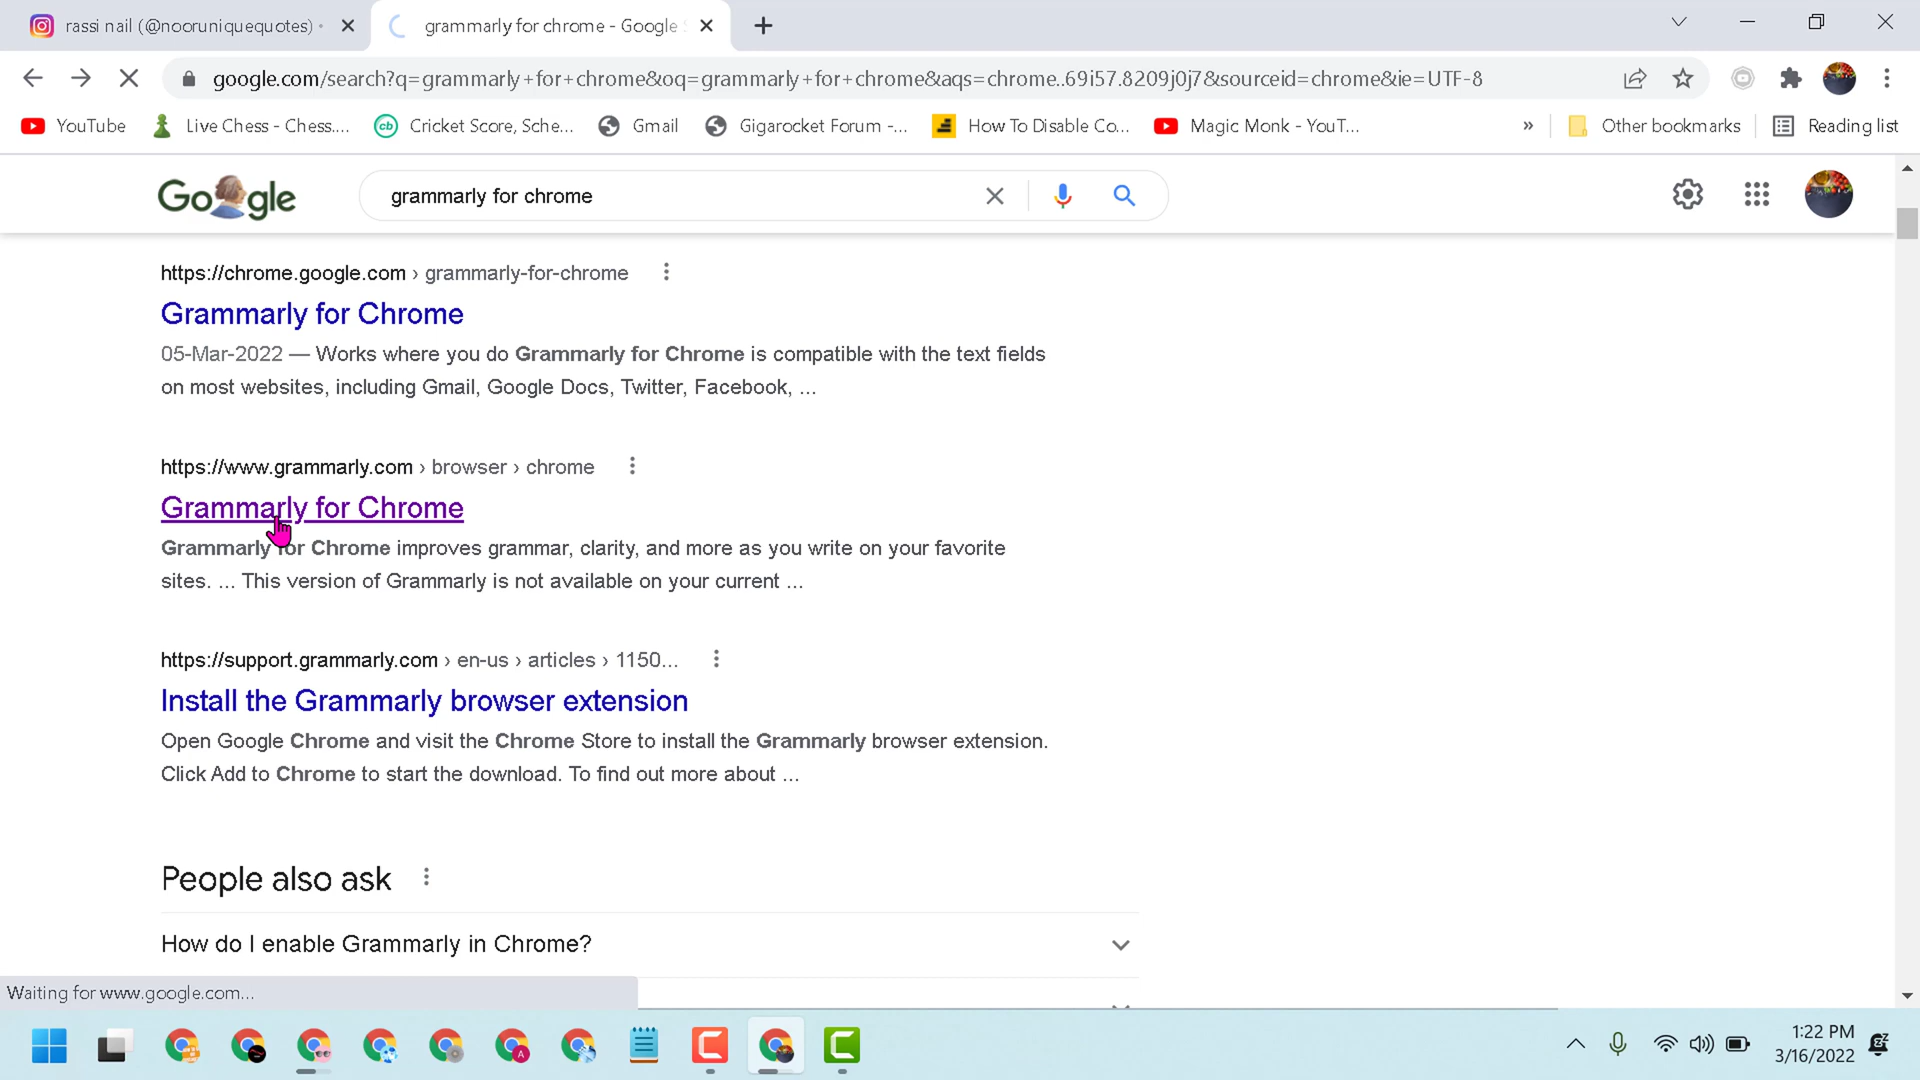 rassi nail (@nooruniquequotes) •
grammarly for chrome - Google S
google.com/search?q=grammarly+for+chrome&oq=grammarly+for+chrome&aqs=chrome..69i57.8209j0j7&sourceid=chrome&ie=UTF-8
YouTube
Live Chess - Chess....
Cricket Score, Sche...
Gmail
Gigarocket Forum -...
How To Disable Co...
Magic Monk - YouT...
»
Other bookmarks
Reading list
Google
grammarly for chrome
https://chrome.google.com › grammarly-for-chrome
Grammarly for Chrome
05-Mar-2022 — Works where you do Grammarly for Chrome is compatible with the text fields
on most websites, including Gmail, Google Docs, Twitter, Facebook, ...
https://www.grammarly.com › browser › chrome
Grammarly for Chrome
Grammarly for Chrome improves grammar, clarity, and more as you write on your favorite
sites. ... This version of Grammarly is not available on your current ...
https://support.grammarly.com › en-us › articles › 1150...
Install the Grammarly browser extension
Open Google Chrome and visit the Chrome Store to install the Grammarly browser extension.
Click Add to Chrome to start the download. To find out more about ...
People also ask
How do I enable Grammarly in Chrome?
Waiting for www.google.com...
1:22 PM
3/16/2022